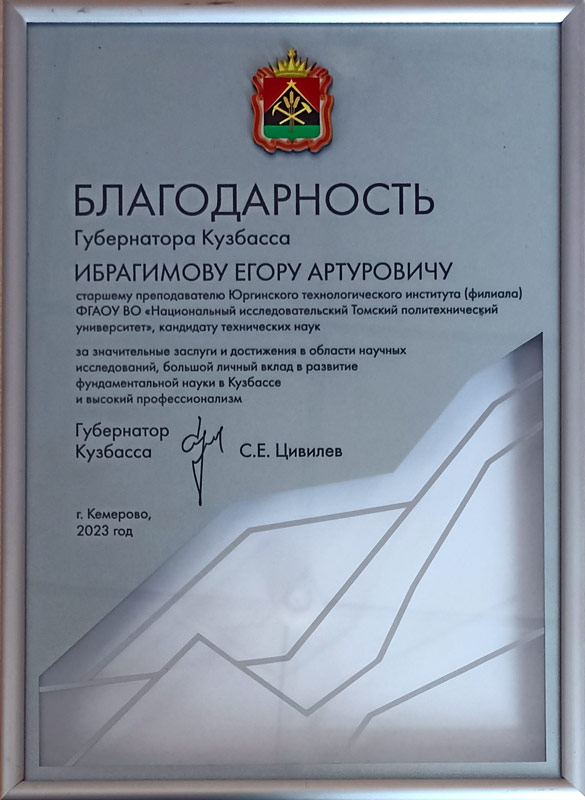 БЛАГОДАРНОСТЬ
Губернатора Кузбасса
ИБРАГИМОВУ ЕГОРУ АРТУРОВИЧУ
старшему преподавателю Юргинского технологического института (филиала)
ФГАОУ ВО «Национальный исследовательский Томский политехнический
университет», кандидату технических наук
за значительные заслуги и достижения в области научных
исследований, большой личный вклад в развитие
фундаментальной науки в Кузбассе
и высокий профессионализм
Губернатор
Кузбасса С.Е. Цивилев
г. Кемерово,
2023 год